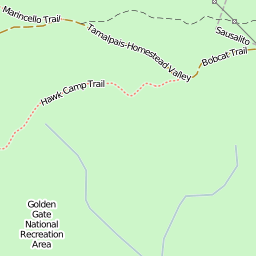 Marincello Trail
Tamalpais-Homestead Valley
Sausalito
Bobcat Trail
Hawk Camp Trail
Golden
Gate
National
Recreation
Area